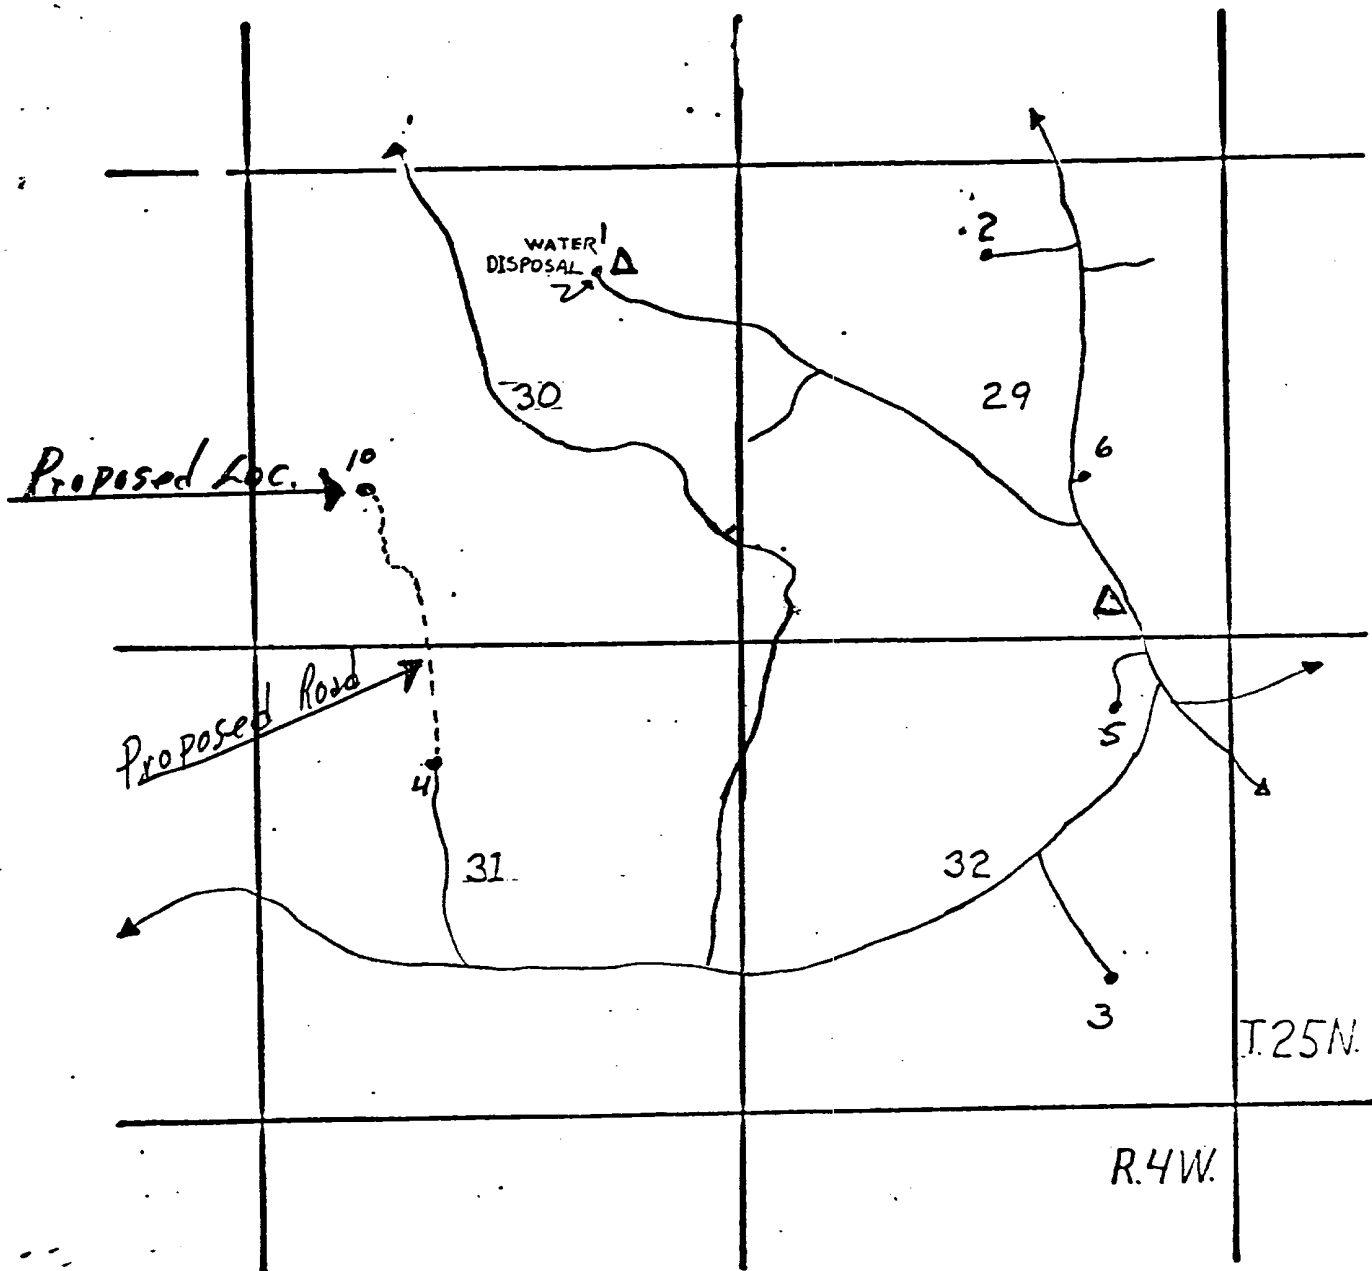 2
WATER 1
DISPOSAL Δ
30
29
6
Proposed Loc.
10
Δ
Proposed Road
5
4
31
32
3
T.25N.
R.4W.